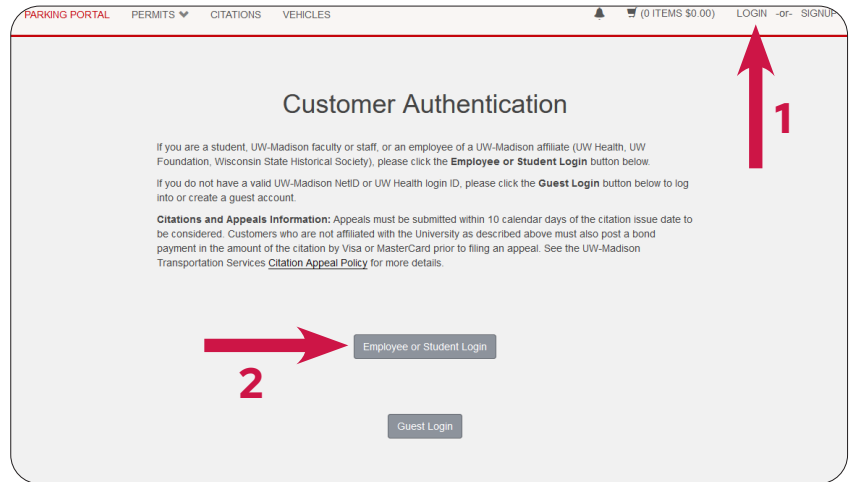 PARKING PORTAL PERMITS CITATIONS VEHICLES (0 ITEMS $0.00) LOGIN -or- SIGNUP
1
Customer Authentication
If you are a student, UW-Madison faculty or staff, or an employee of a UW-Madison affiliate (UW Health, UW
Foundation, Wisconsin State Historical Society), please click the Employee or Student Login button below.
If you do not have a valid UW-Madison NetID or UW Health login ID, please click the Guest Login button below to log
into or create a guest account.
Citations and Appeals Information: Appeals must be submitted within 10 calendar days of the citation issue date to
be considered. Customers who are not affiliated with the University as described above must also post a bond
payment in the amount of the citation by Visa or MasterCard prior to filing an appeal. See the UW-Madison
Transportation Services Citation Appeal Policy for more details.
Employee or Student Login
2
Guest Login